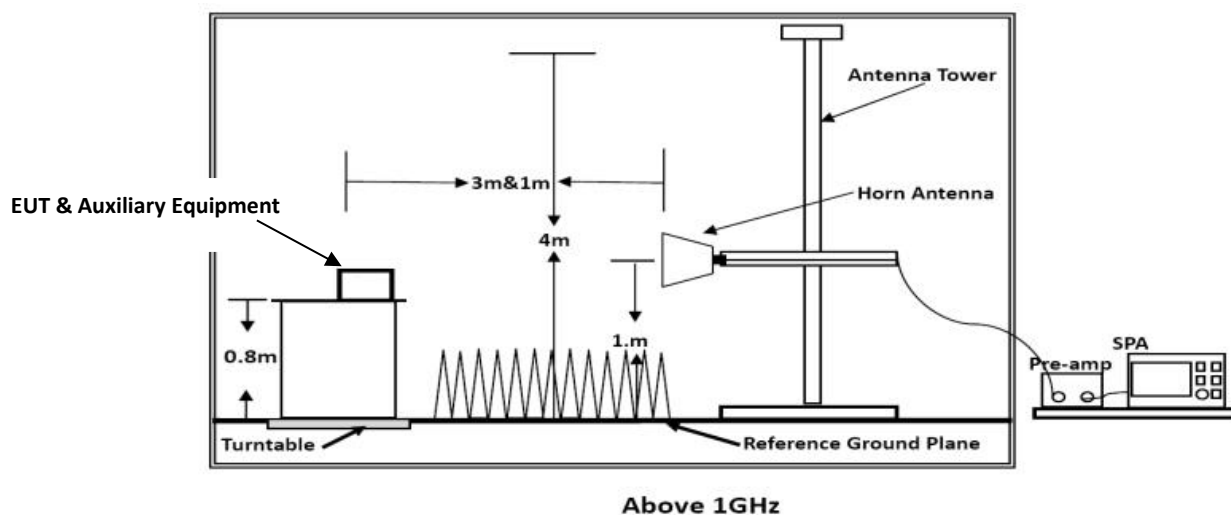 Antenna Tower
3m&1m
Horn Antenna
EUT & Auxiliary Equipment
4m
1.m
0.8m
SPA
Pre-amp
Turntable
Reference Ground Plane
Above 1GHz